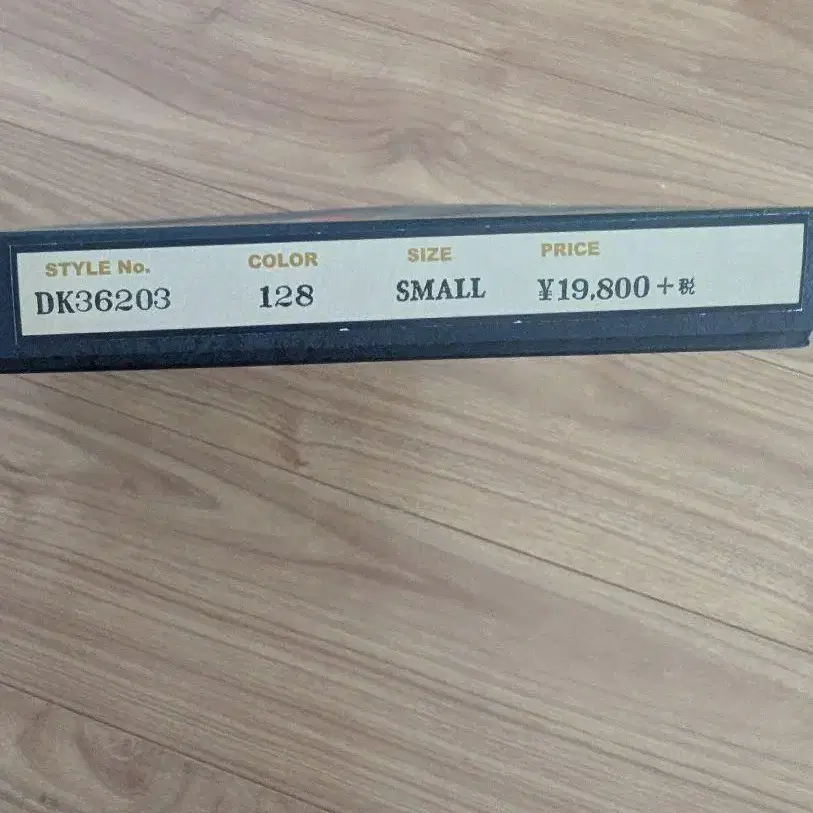 STYLE No. COLOR SIZE PRICE
DK36203 128 SMALL ¥19,800+税